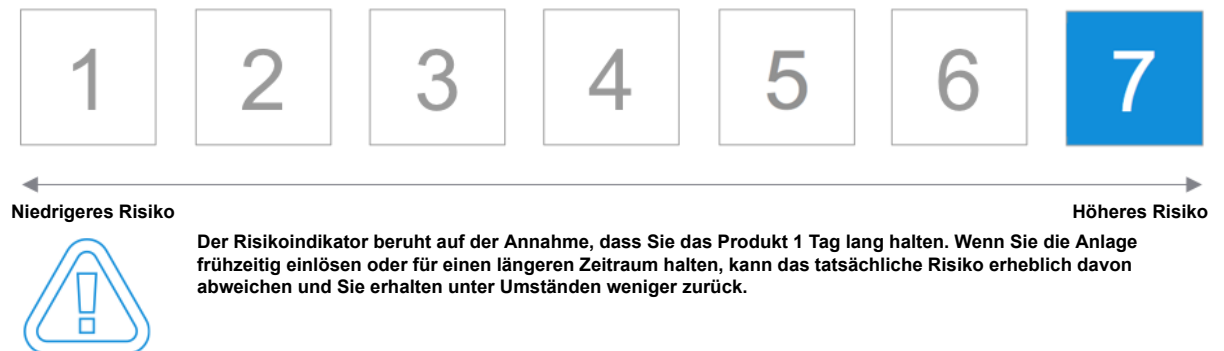 1 2 3 4 5 6 7
Niedrigeres Risiko Höheres Risiko
Der Risikoindikator beruht auf der Annahme, dass Sie das Produkt 1 Tag lang halten. Wenn Sie die Anlage
frühzeitig einlösen oder für einen längeren Zeitraum halten, kann das tatsächliche Risiko erheblich davon
abweichen und Sie erhalten unter Umständen weniger zurück.